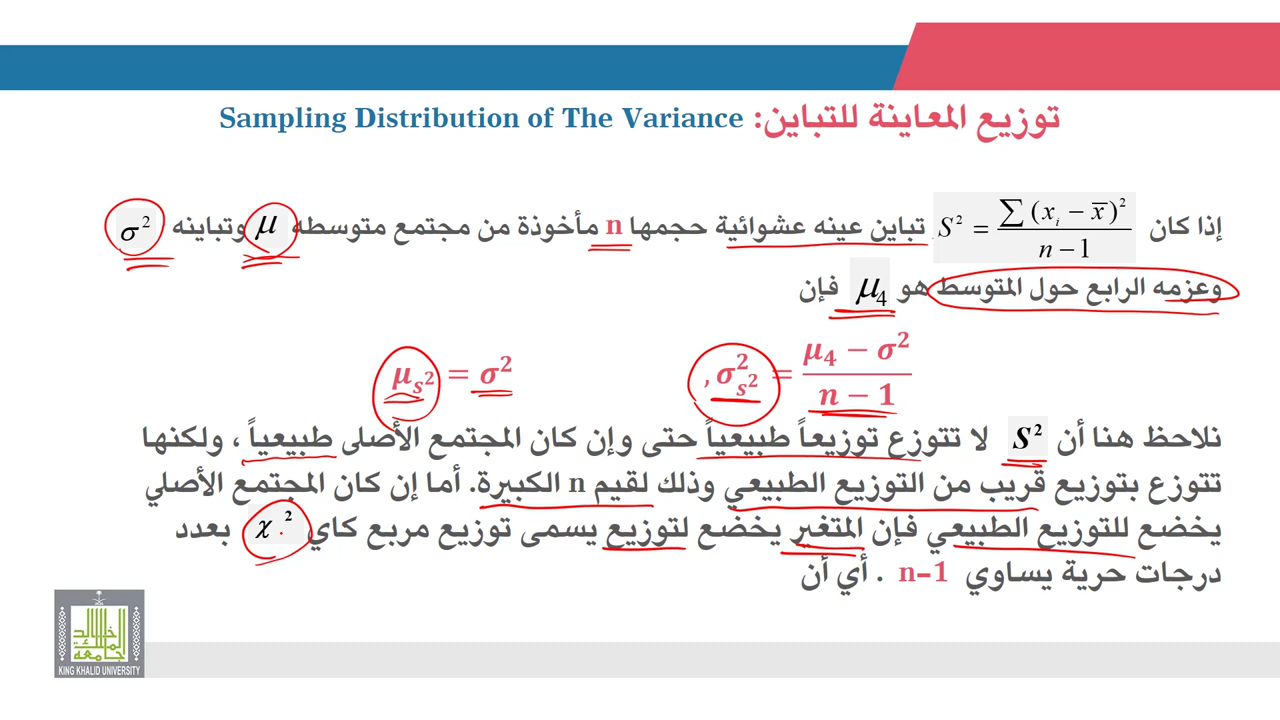 توزيع المعاينة للتباين: Sampling Distribution of The Variance
إذا كان S² = ∑(xᵢ − x̄)² / n − 1 تباين عينه عشوائية حجمها n مأخوذة من مجتمع متوسطه μ وتباينه σ²
وعزمه الرابع حول المتوسط هو μ₄ فإن
μ_{s²} = σ² , σ²_{s²} = μ₄ − σ² / n − 1
نلاحظ هنا أن S² لا تتوزع توزيعاً طبيعياً حتى وإن كان المجتمع الأصلى طبيعياً ، ولكنها
تتوزع بتوزيع قريب من التوزيع الطبيعي وذلك لقيم n الكبيرة. أما إن كان المجتمع الأصلي
يخضع للتوزيع الطبيعي فإن المتغير يخضع لتوزيع يسمى توزيع مربع كاي χ² بعدد
درجات حرية يساوي n-1 . أي أن
جامعة الملك خالد
KING KHALID UNIVERSITY